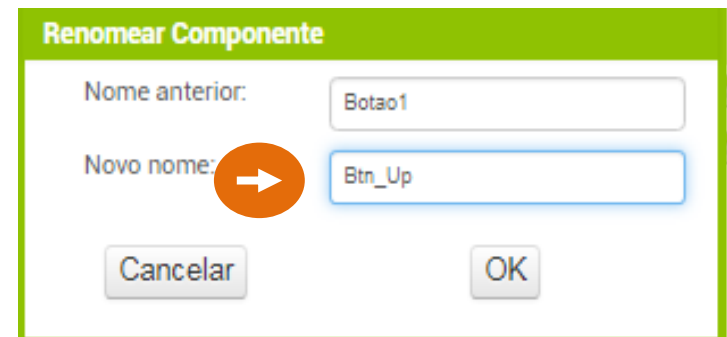 Renomear Componente
Nome anterior: Botao1
Novo nome: Btn_Up
Cancelar OK